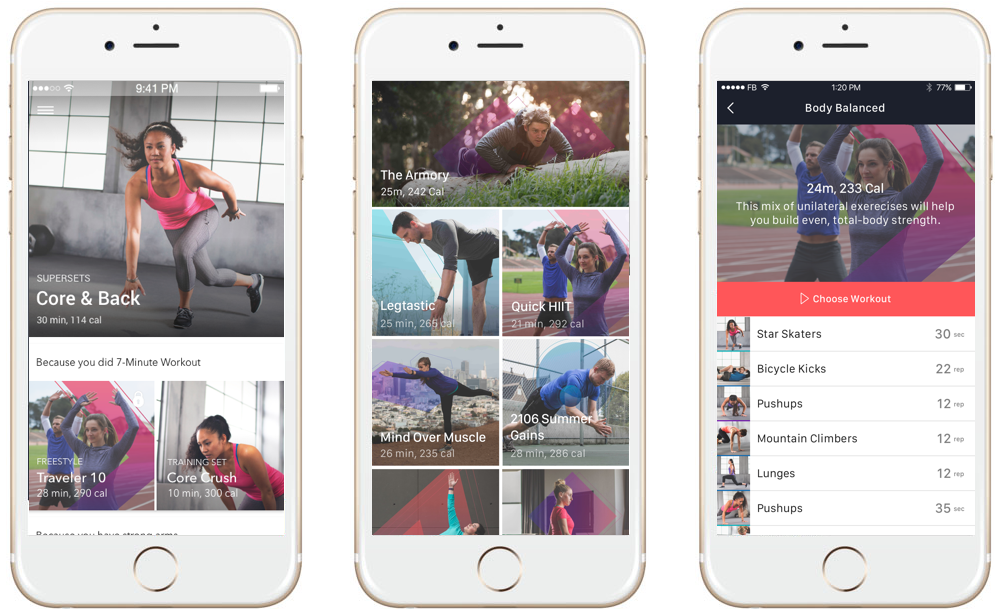 9:41 PM
SUPERSETS
Core & Back
30 min, 114 cal
Because you did 7-Minute Workout
FREESTYLE
Traveler 10
28 min, 290 cal
TRAINING SET
Core Crush
10 min, 300 cal
Because you have strong arms
The Armory
25m, 242 Cal
Legtastic
25 min, 265 cal
Quick HIIT
21 min, 292 cal
Mind Over Muscle
26 min, 235 cal
2106 Summer
Gains
28 min, 286 cal
FB 1:20 PM 77%
Body Balanced
24m, 233 Cal
This mix of unilateral exerecises will help
you build even, total-body strength.
Choose Workout
Star Skaters 30 sec
Bicycle Kicks 22 rep
Pushups 12 rep
Mountain Climbers 12 rep
Lunges 12 rep
Pushups 35 sec